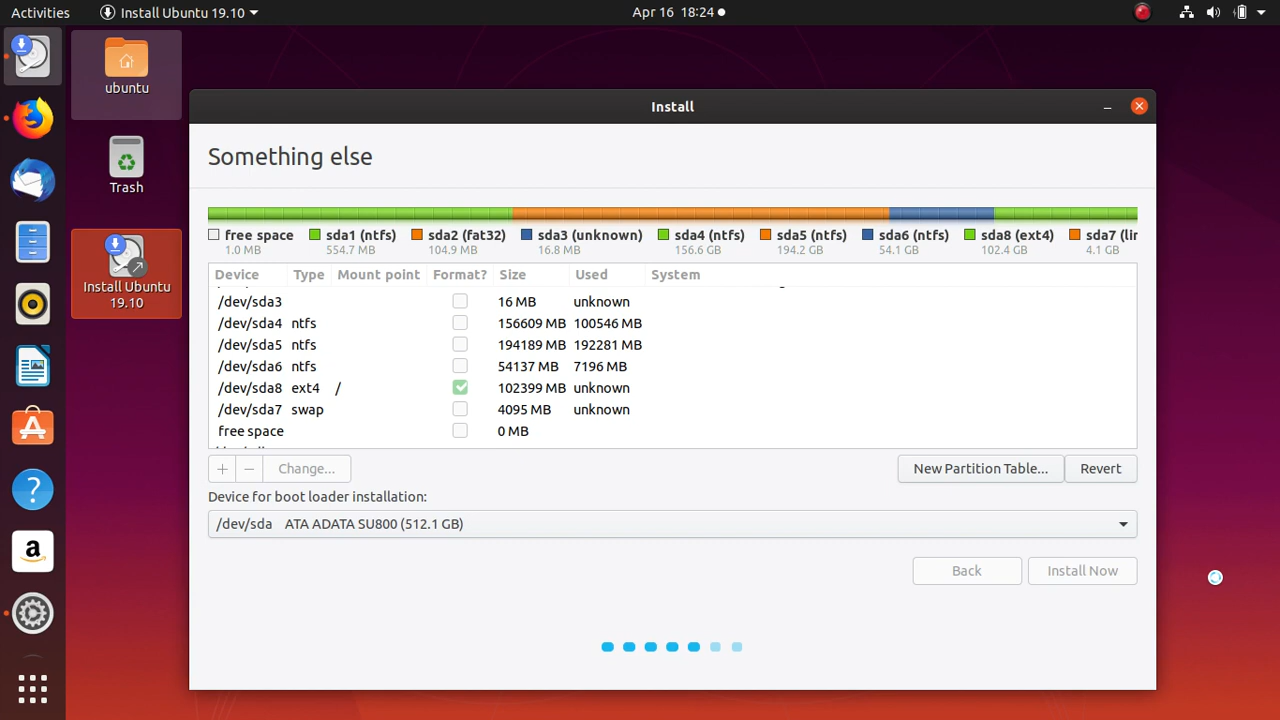 Activities
Install Ubuntu 19.10
Apr 16 18:24
ubuntu
Trash
Install Ubuntu
19.10
Install
Something else
free space
1.0 MB
sda1 (ntfs)
554.7 MB
sda2 (fat32)
104.9 MB
sda3 (unknown)
16.8 MB
sda4 (ntfs)
156.6 GB
sda5 (ntfs)
194.2 GB
sda6 (ntfs)
54.1 GB
sda8 (ext4)
102.4 GB
sda7 (lin
4.1 GB
Device Type Mount point Format? Size Used System
/dev/sda3 16 MB unknown
/dev/sda4 ntfs 156609 MB 100546 MB
/dev/sda5 ntfs 194189 MB 192281 MB
/dev/sda6 ntfs 54137 MB 7196 MB
/dev/sda8 ext4 / 102399 MB unknown
/dev/sda7 swap 4095 MB unknown
free space 0 MB
+ − Change... New Partition Table... Revert
Device for boot loader installation:
/dev/sda ATA ADATA SU800 (512.1 GB)
Back Install Now
a
?